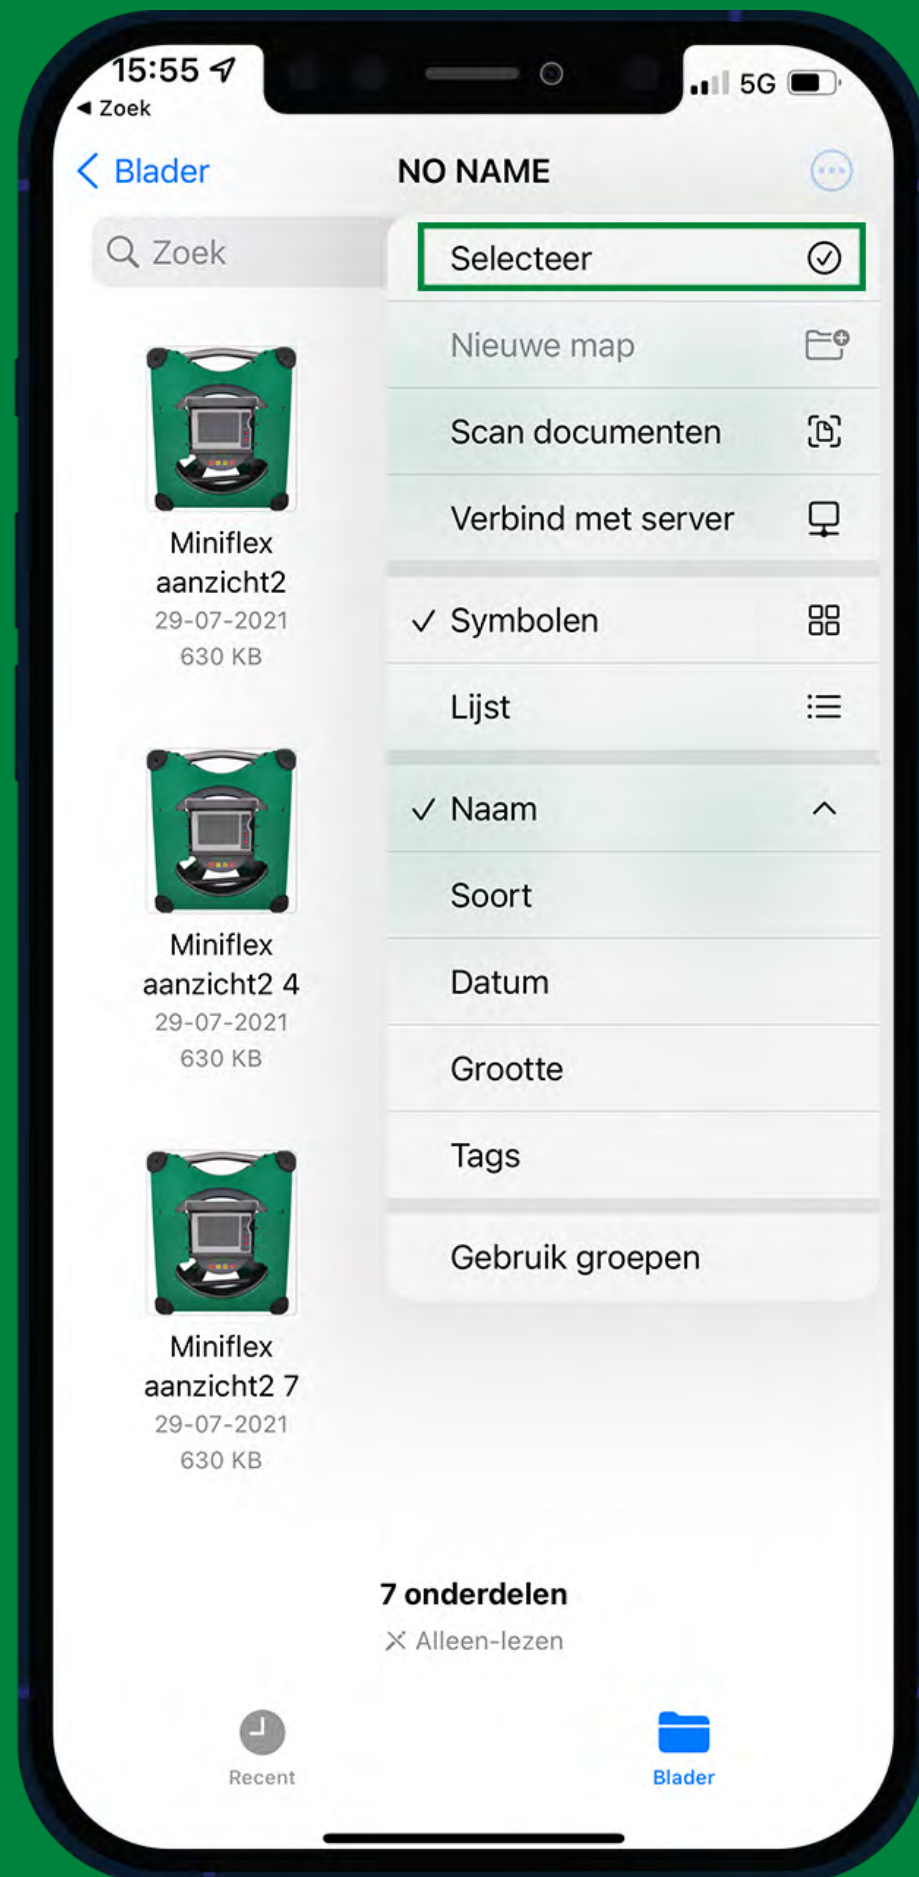 15:55
◀ Zoek
5G
Blader
NO NAME
Zoek
Selecteer
Nieuwe map
Scan documenten
Verbind met server
✓ Symbolen
Lijst
✓ Naam
Soort
Datum
Grootte
Tags
Gebruik groepen
Miniflex
aanzicht2
29-07-2021
630 KB
Miniflex
aanzicht2 4
29-07-2021
630 KB
Miniflex
aanzicht2 7
29-07-2021
630 KB
7 onderdelen
Alleen-lezen
Recent
Blader